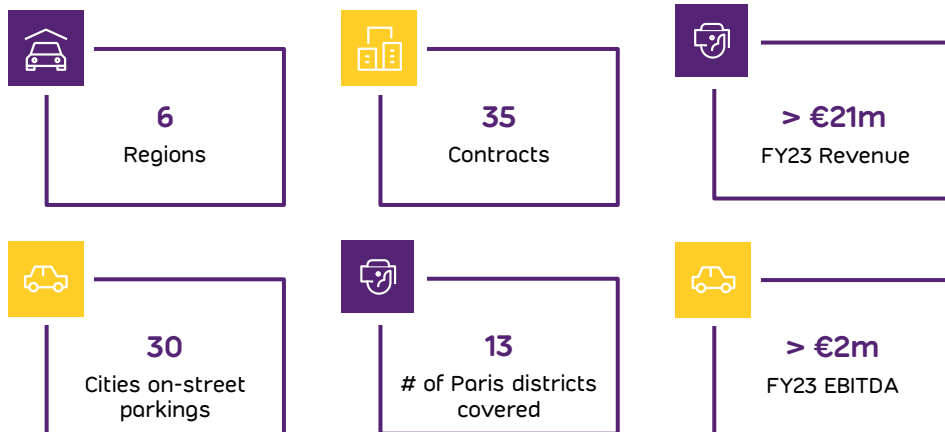 6
Regions
35
Contracts
> €21m
FY23 Revenue
30
Cities on-street
parkings
13
# of Paris districts
covered
> €2m
FY23 EBITDA